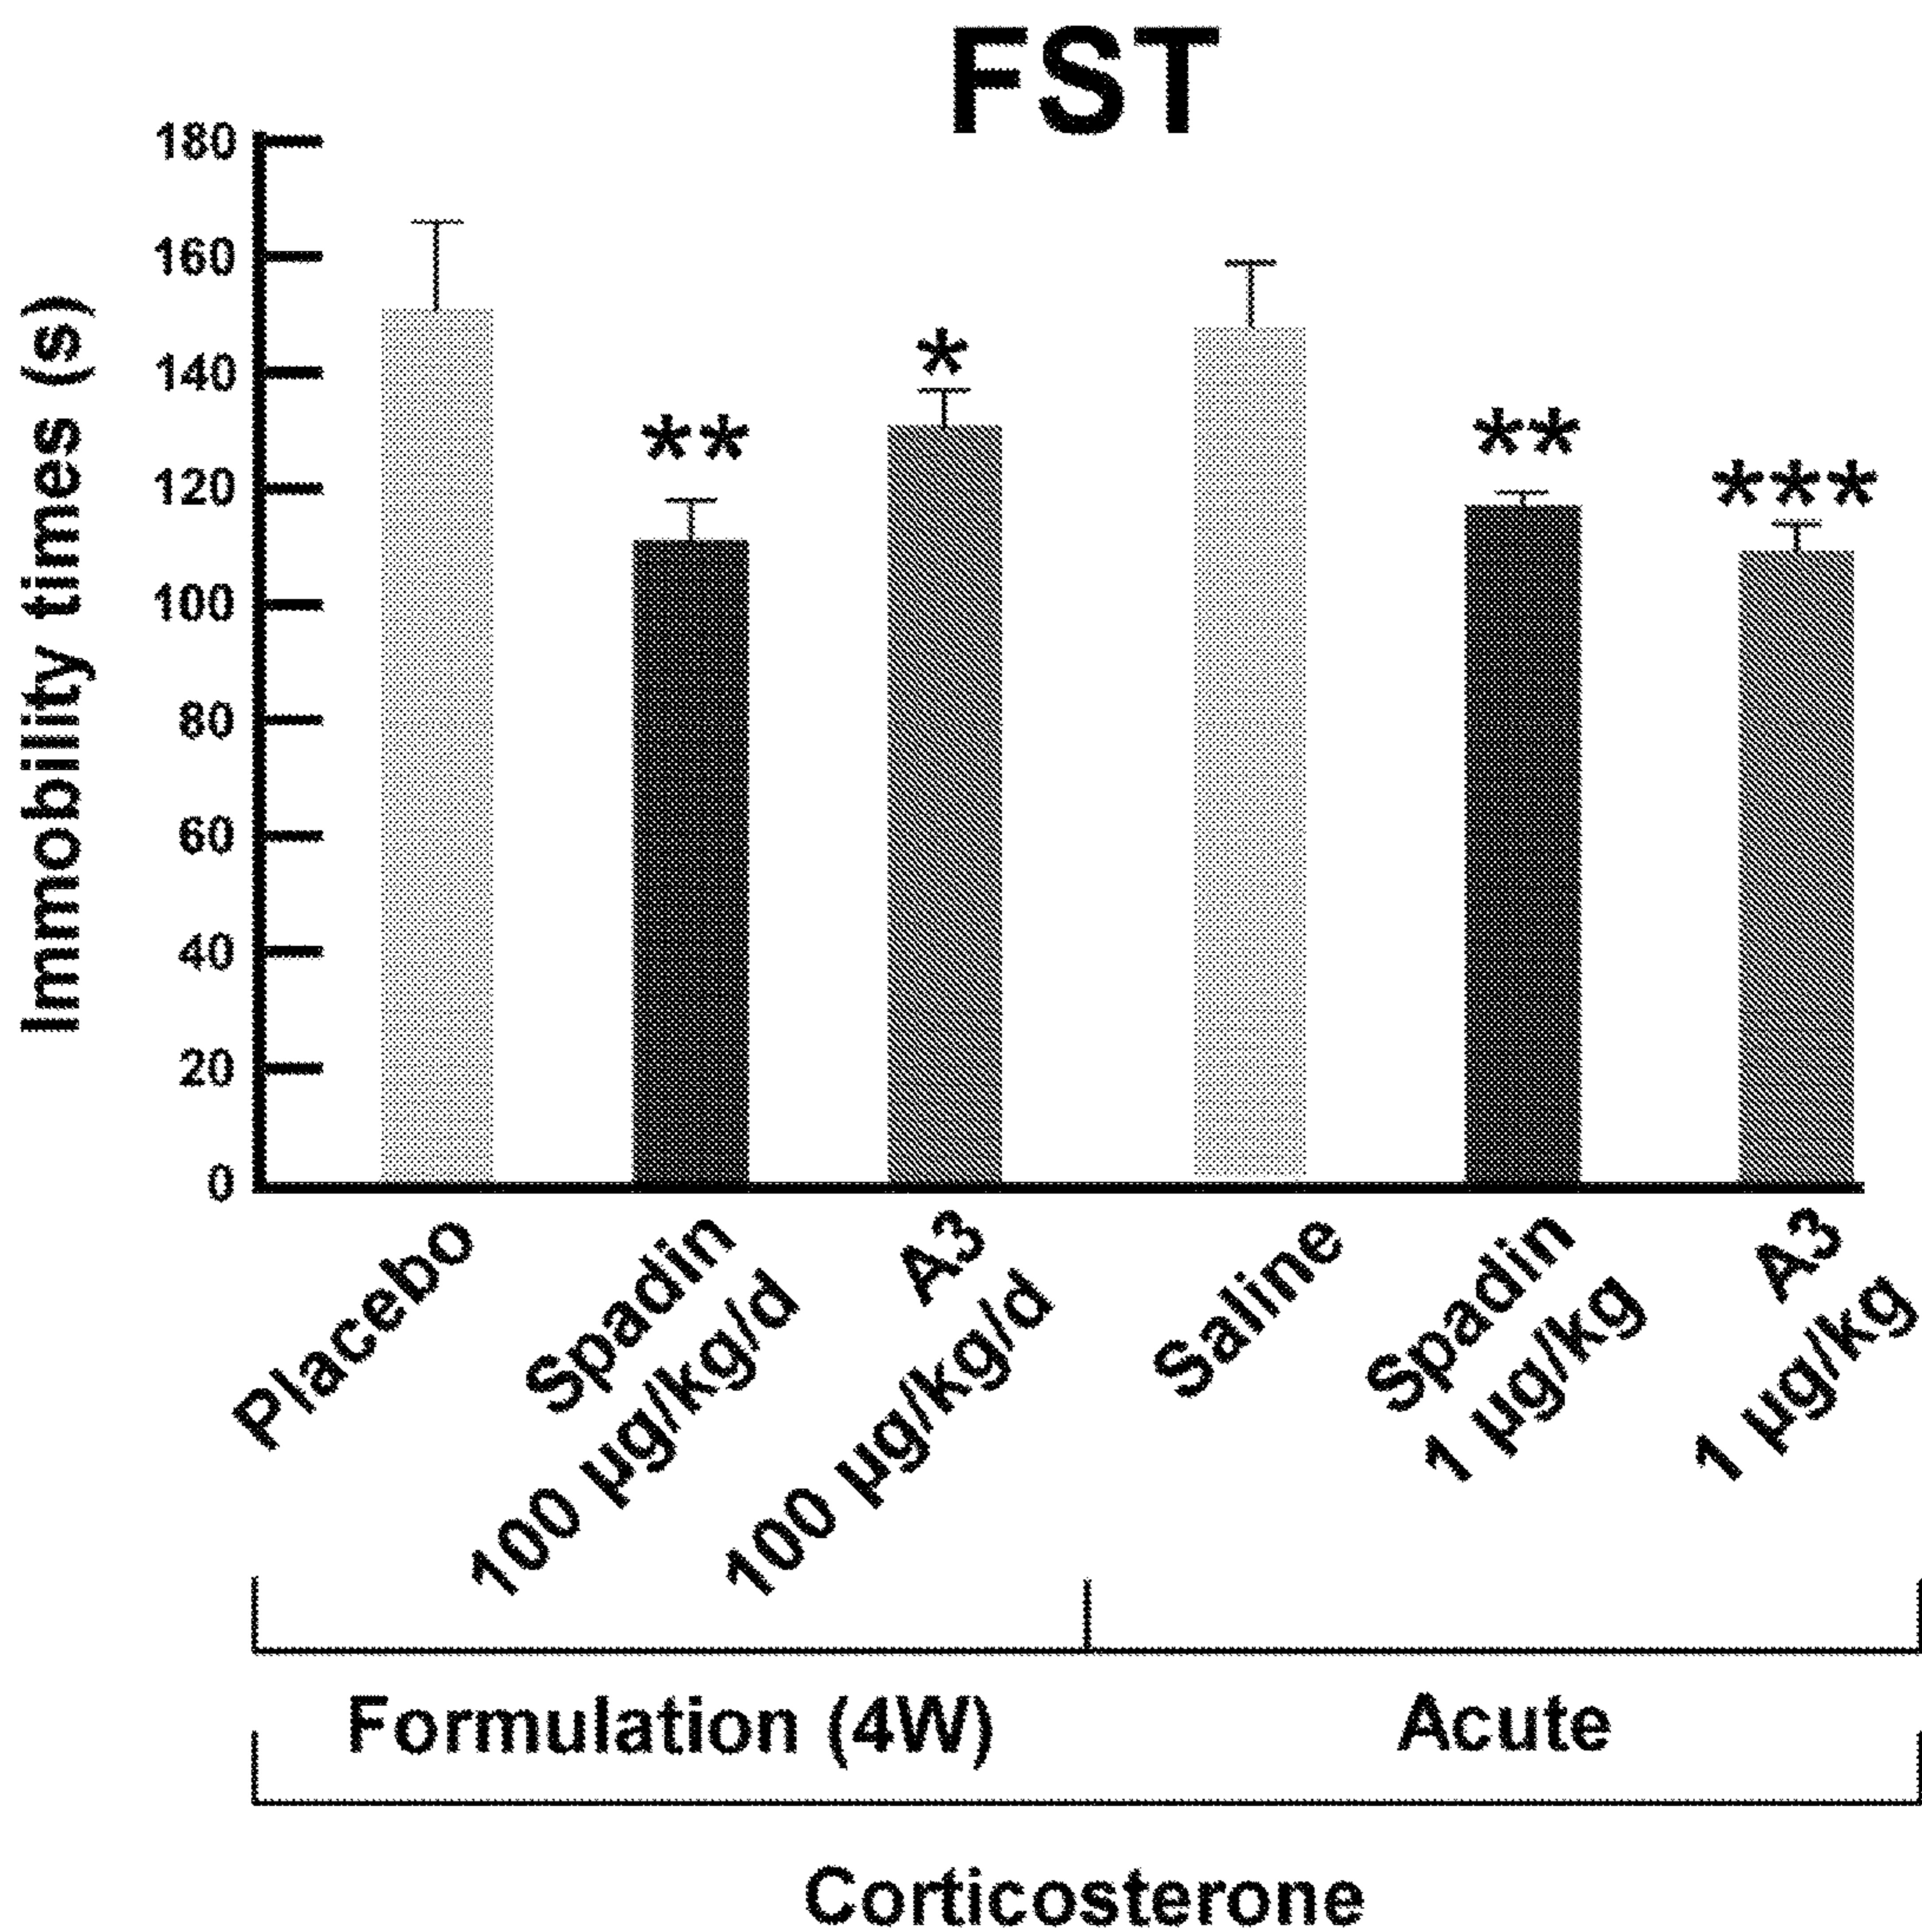 FST
Immobility times (s)
180
160
140
120
100
80
60
40
20
0
*
**
**
***
Placebo
Spadin
100 µg/kg/d
A3
100 µg/kg/d
Saline
Spadin
1 µg/kg
A3
1 µg/kg
Formulation (4W)
Acute
Corticosterone